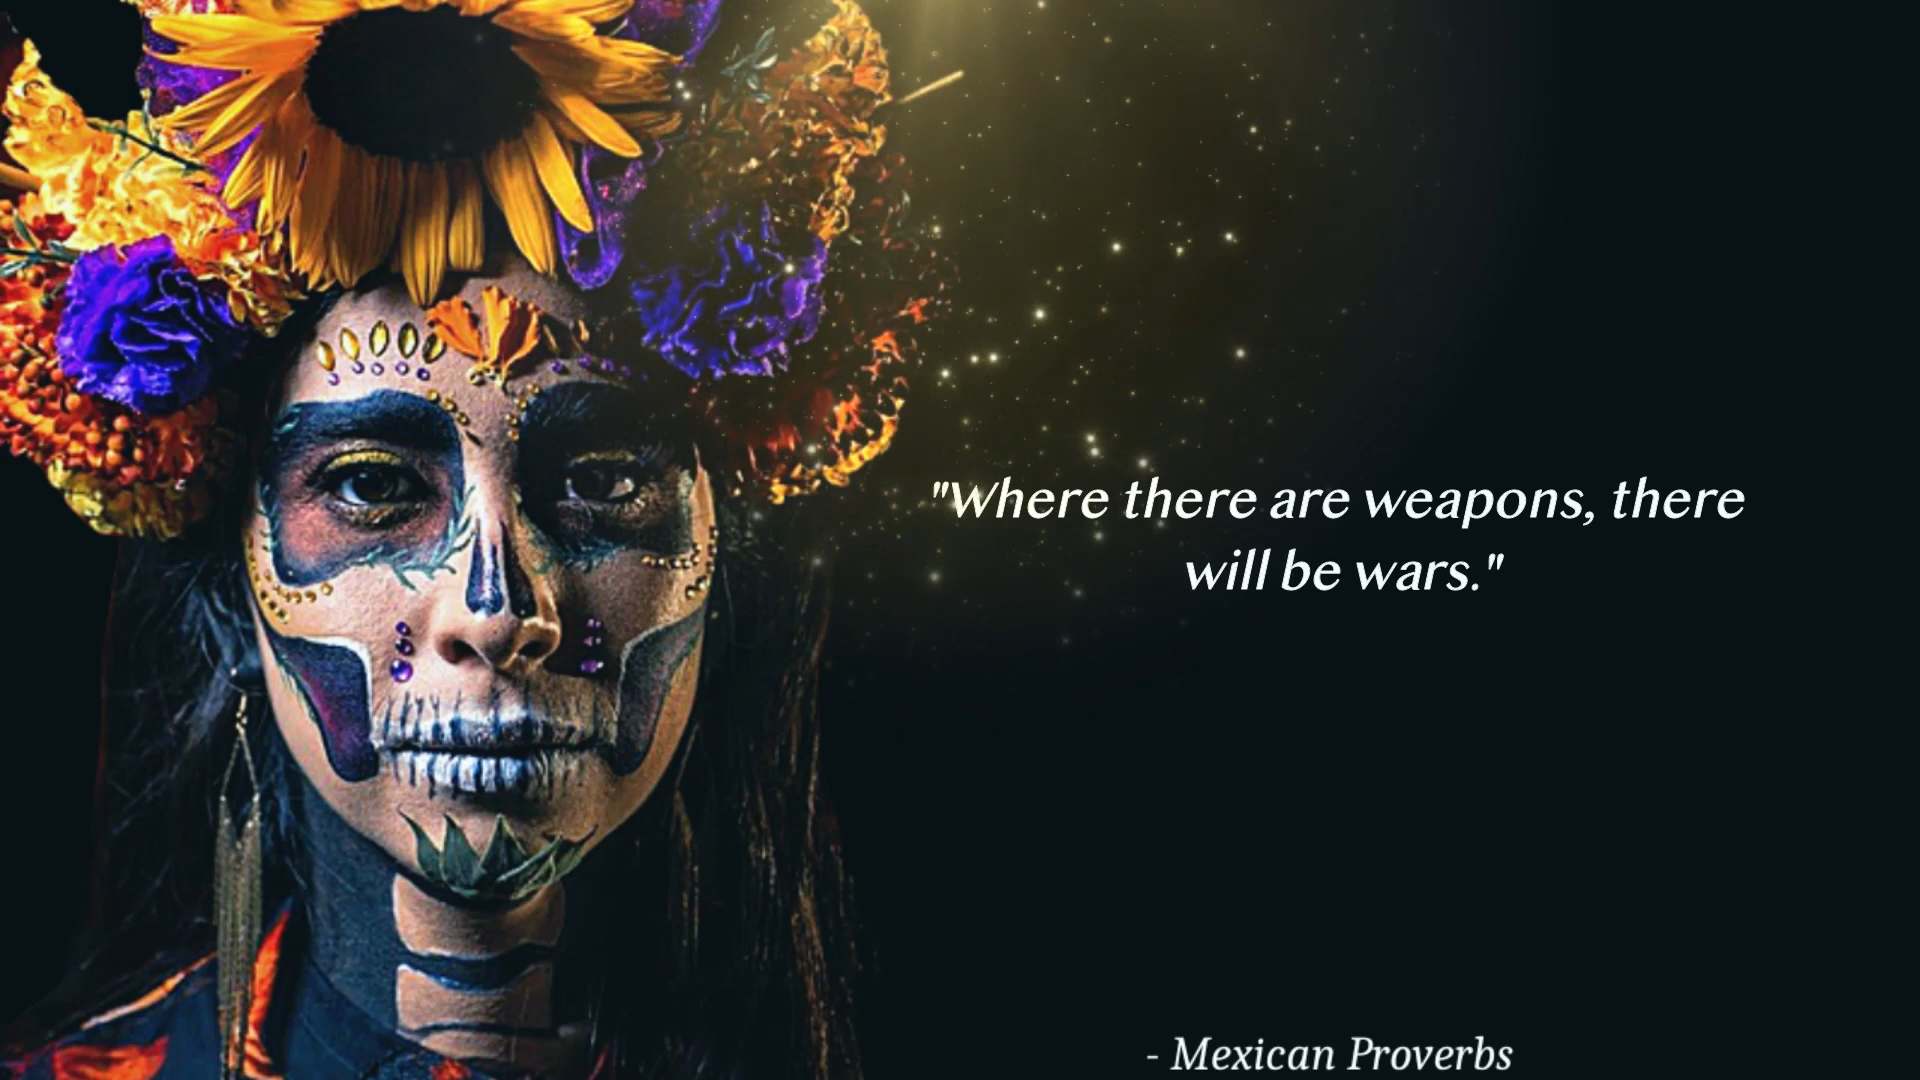 "Where there are weapons, there
will be wars."
- Mexican Proverbs